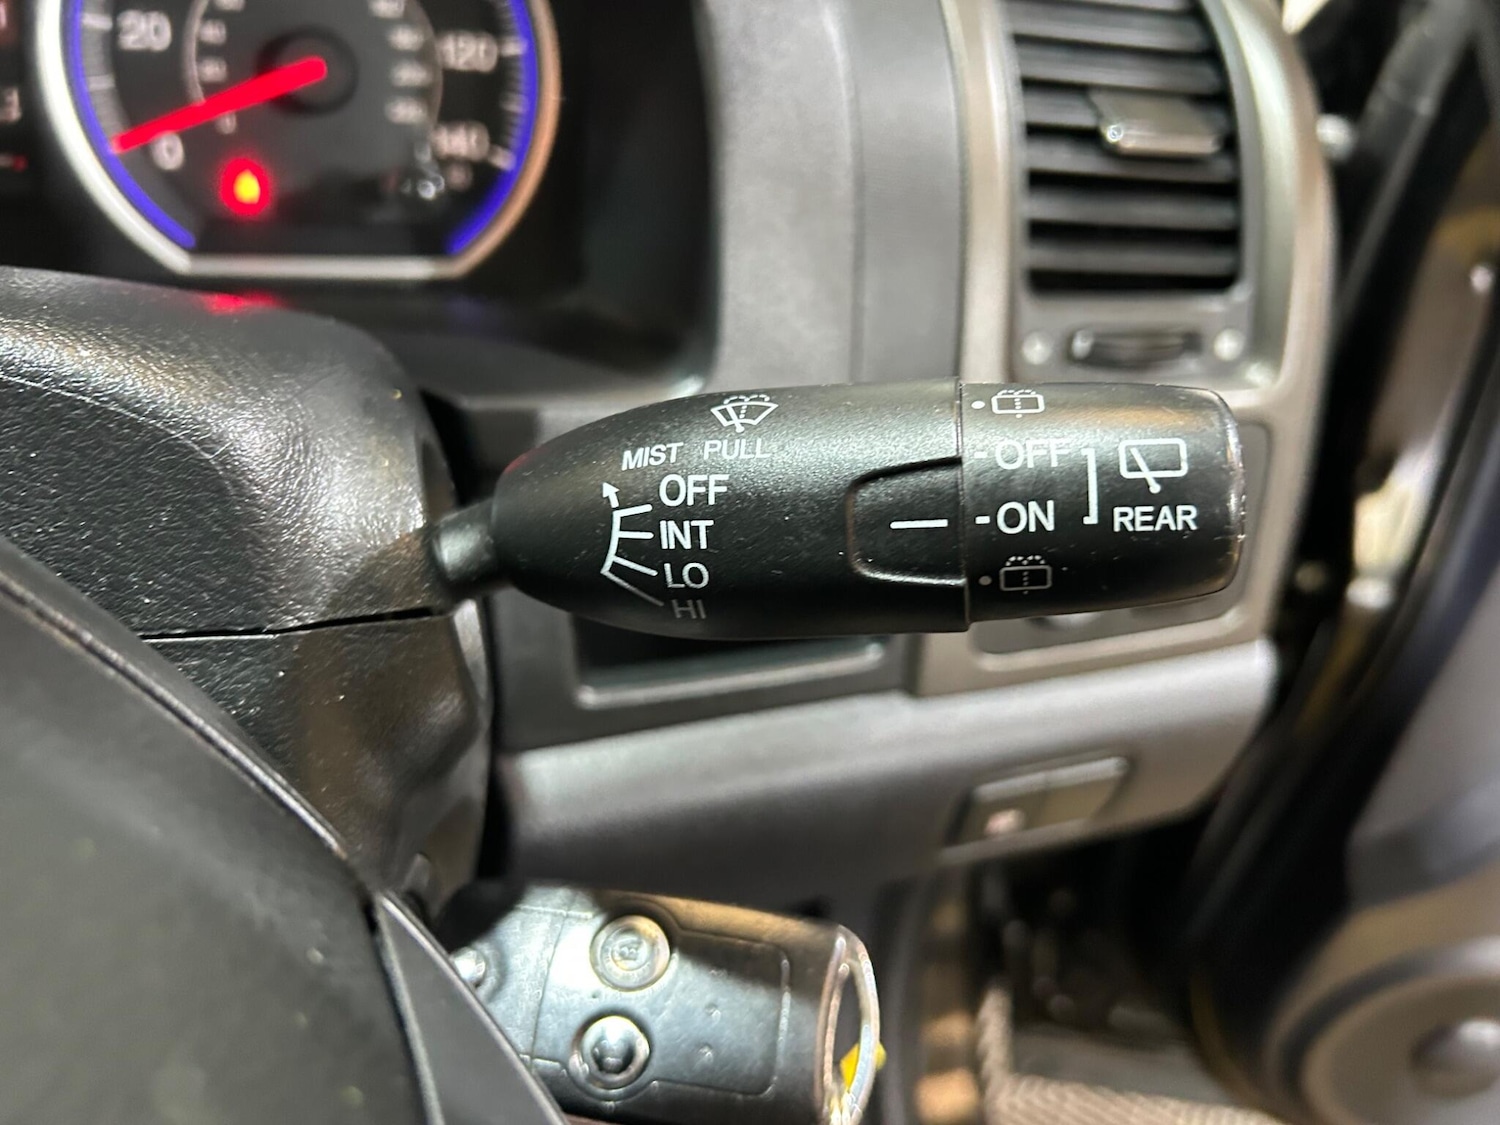 20
120
140
0
MIST PULL
OFF
INT
LO
HI
-OFF
-ON
REAR